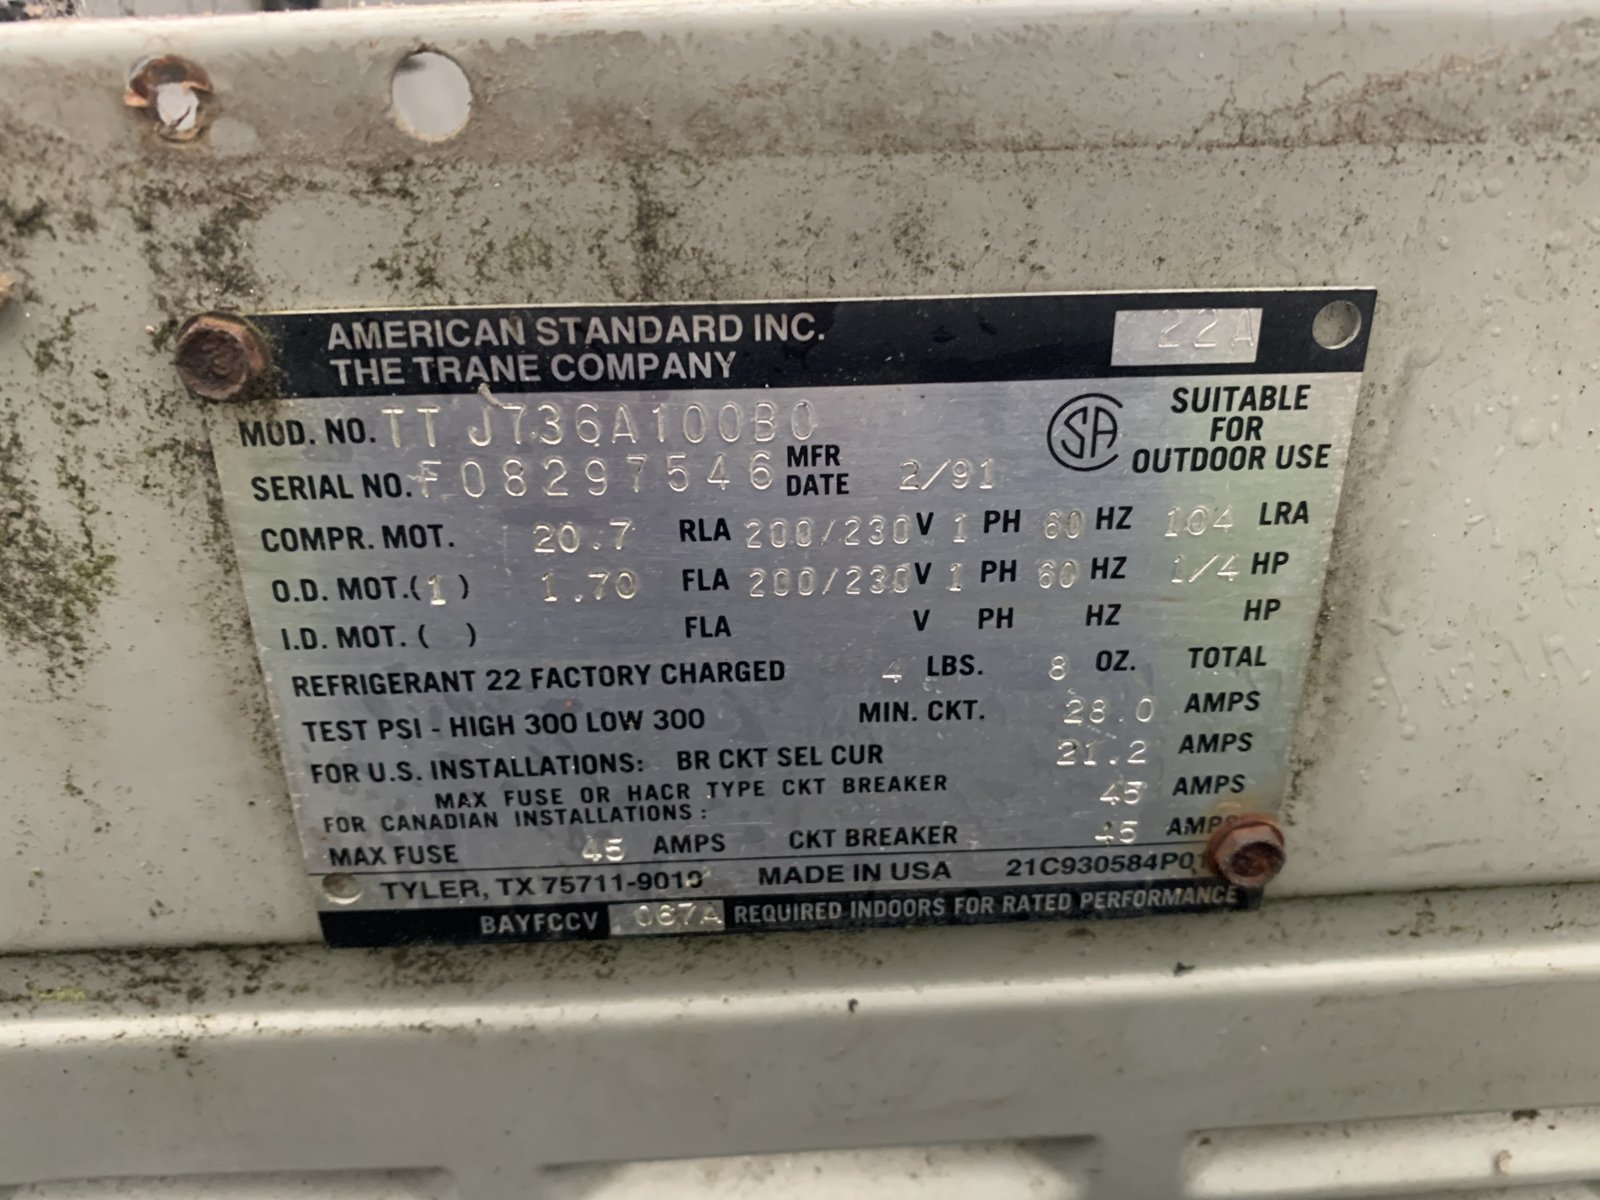 AMERICAN STANDARD INC.
THE TRANE COMPANY
22A
MOD. NO. TTJ736A100B0
SERIAL NO. F08297546 MFR DATE 2/91
CSA
SUITABLE
FOR
OUTDOOR USE
COMPR. MOT. 20.7 RLA 200/230 V 1 PH 60 HZ 104 LRA
O.D. MOT.(1) 1.70 FLA 200/230 V 1 PH 60 HZ 1/4 HP
I.D. MOT. ( ) FLA V PH HZ HP
REFRIGERANT 22 FACTORY CHARGED 4 LBS. 8 OZ. TOTAL
TEST PSI - HIGH 300 LOW 300 MIN. CKT. 28.0 AMPS
FOR U.S. INSTALLATIONS: BR CKT SEL CUR 21.2 AMPS
MAX FUSE OR HACR TYPE CKT BREAKER 45 AMPS
FOR CANADIAN INSTALLATIONS:
MAX FUSE 45 AMPS CKT BREAKER 45 AMPS
TYLER, TX 75711-9010 MADE IN USA
BAYFCCV 067A REQUIRED INDOORS FOR RATED PERFORMANCE